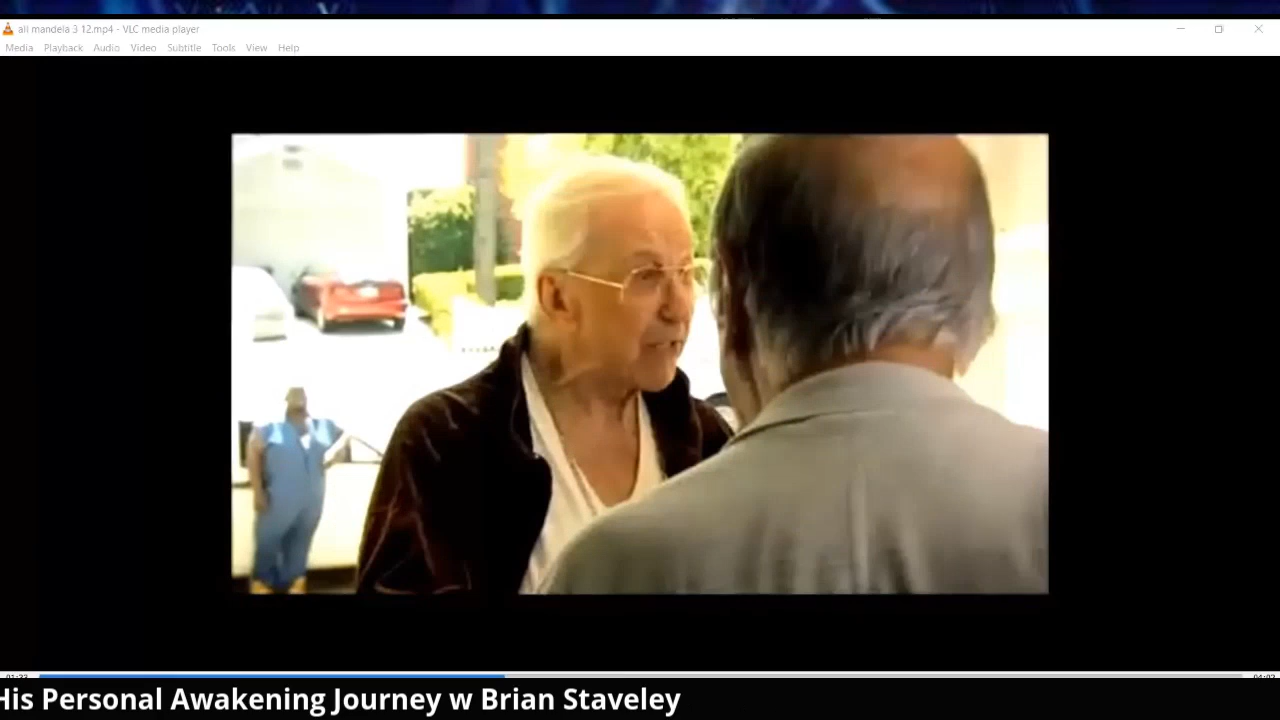 ali mandela 3 12.mp4 - VLC media player
Media Playback Audio Video Subtitle Tools View Help
His Personal Awakening Journey w Brian Staveley